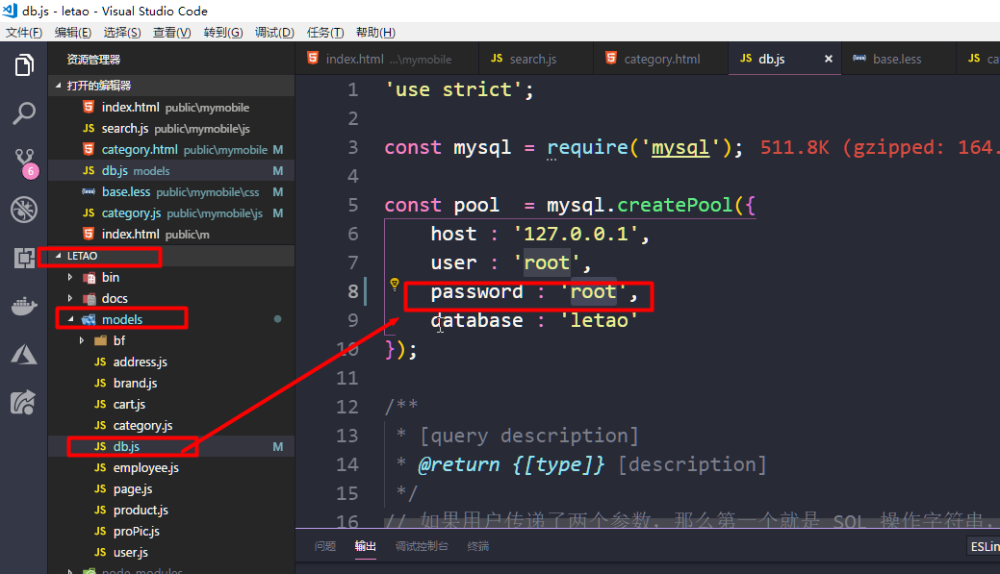 db.js - letao - Visual Studio Code
文件(F) 编辑(E) 选择(S) 查看(V) 转到(G) 调试(D) 任务(T) 帮助(H)
资源管理器
打开的编辑器
index.html public\mymobile
search.js public\mymobile\js
category.html public\mymobile M
db.js models M
base.less public\mymobile\css M
category.js public\mymobile\js M
index.html public\m
6
LETAO
bin
docs
models
bf
address.js
brand.js
cart.js
category.js
db.js M
employee.js
page.js
product.js
proPic.js
user.js
node_modules
index.html ...\mymobile search.js category.html db.js × base.less JS ca
1 'use strict';
2
3 const mysql = require('mysql'); 511.8K (gzipped: 164.
4
5 const pool  = mysql.createPool({
6 host : '127.0.0.1',
7 user : 'root',
8 password : 'root',
9 database : 'letao'
10 });
11
12 /**
13 * [query description]
14 * @return {[type]} [description]
15 */
16 // 如果用户传递了两个参数，那么第一个就是 SQL 操作字符串，
问题 输出 调试控制台 终端
ESLin